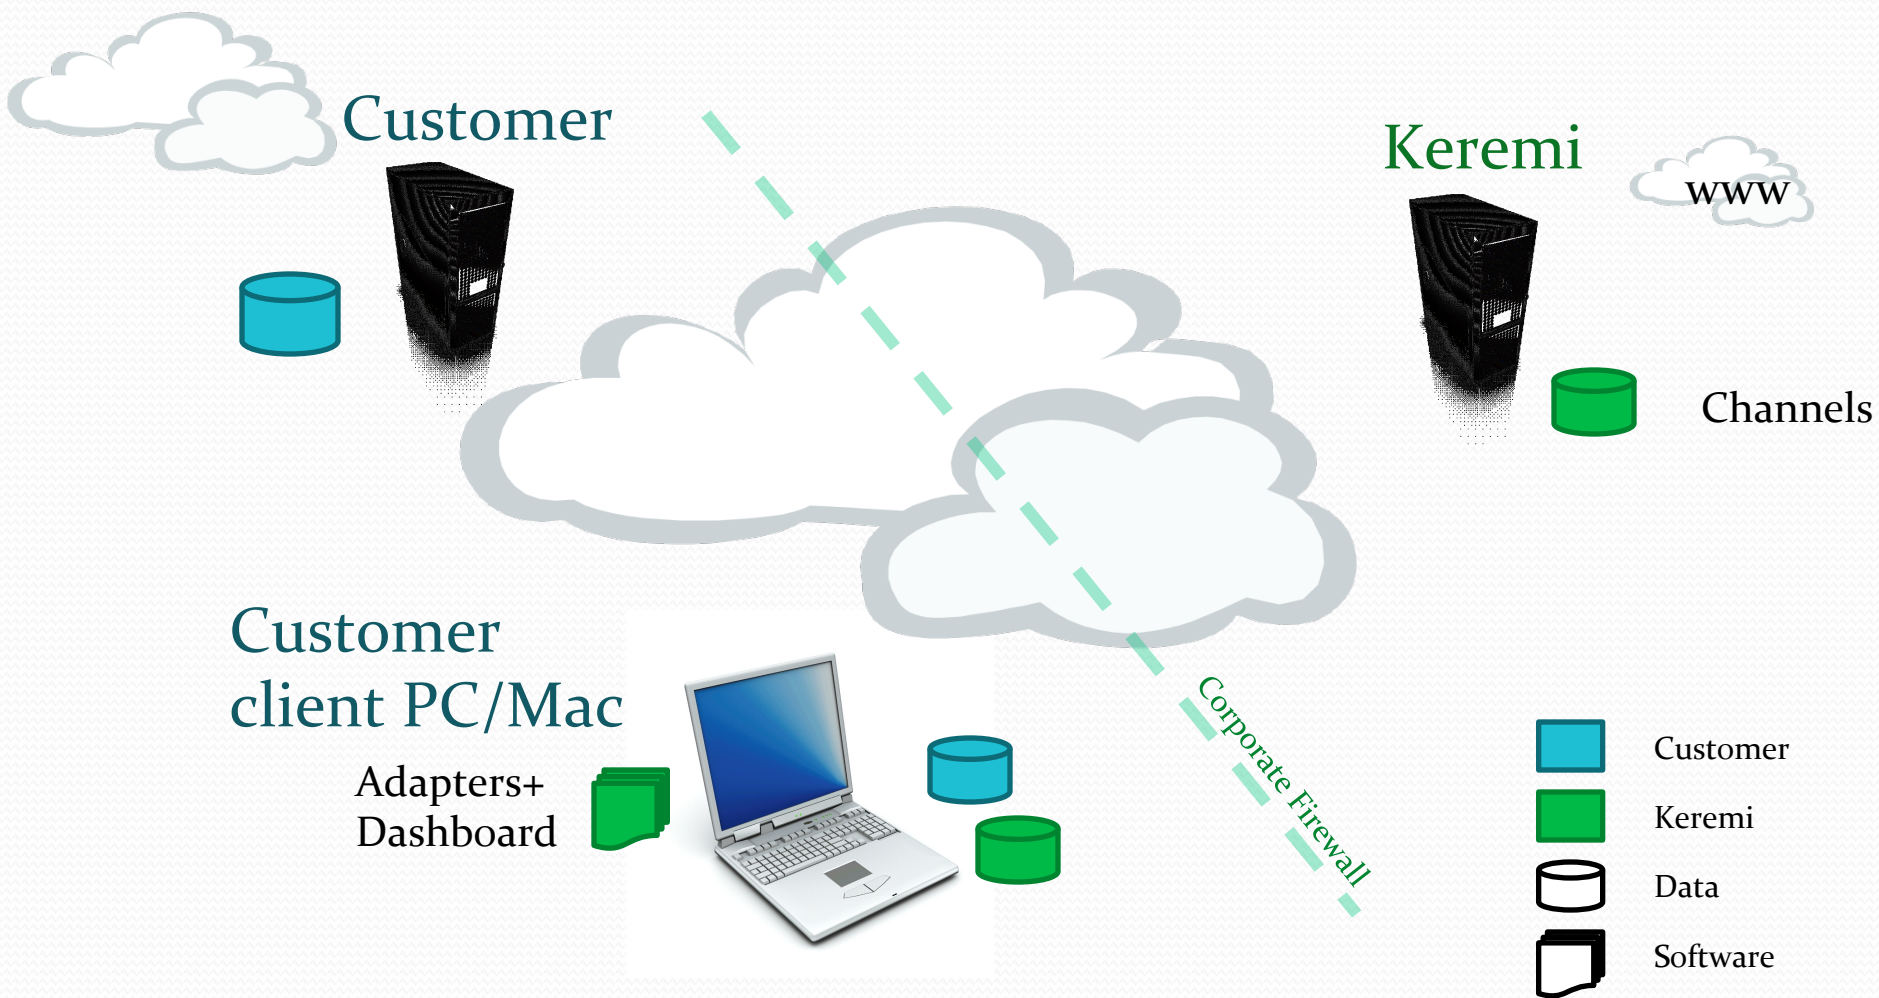 Customer
Keremi
www
Channels
Customer
client PC/Mac
Adapters+
Dashboard
Corporate Firewall
Customer
Keremi
Data
Software